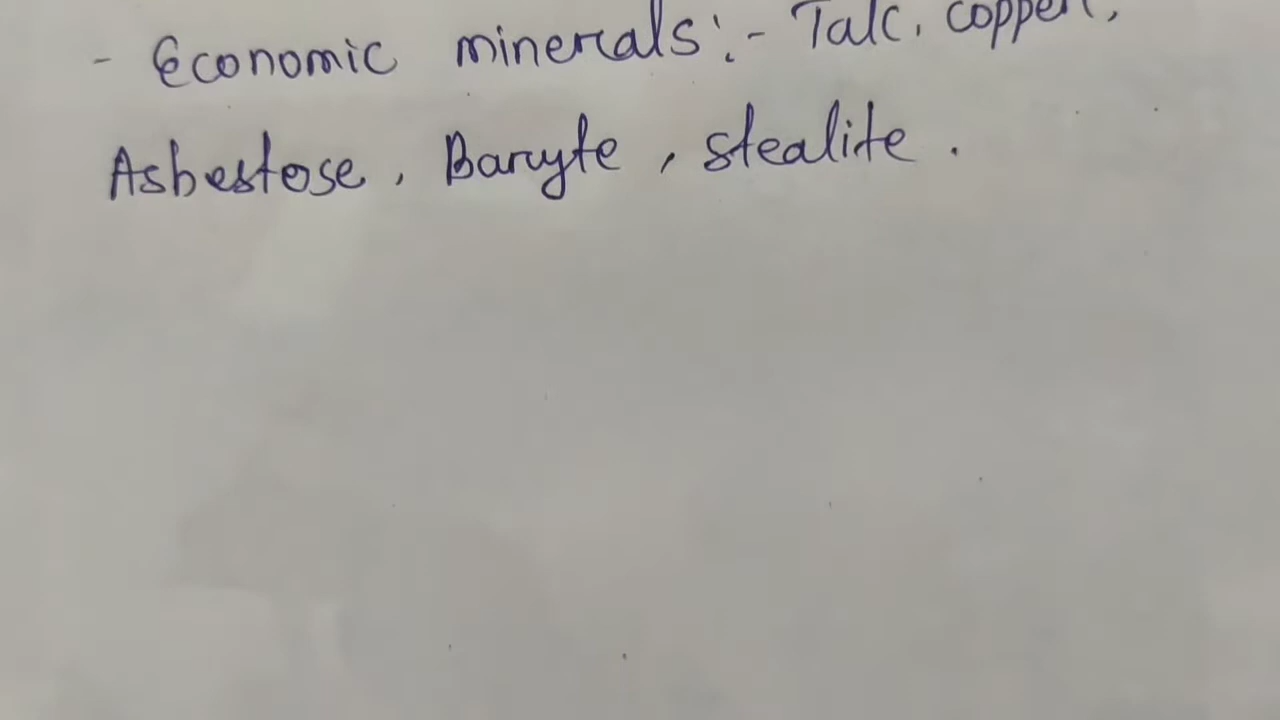 - Economic minerals :- Talc, copper,
Asbestose, Baryte, stealite.